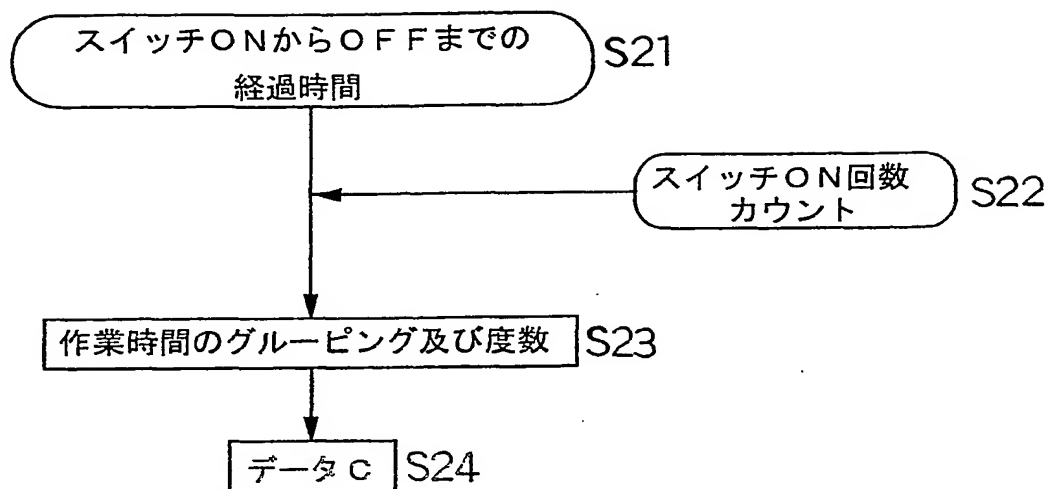 スイッチＯＮからＯＦＦまでの
経過時間
S21
スイッチＯＮ回数
カウント
S22
作業時間のグルーピング及び度数
S23
データＣ
S24